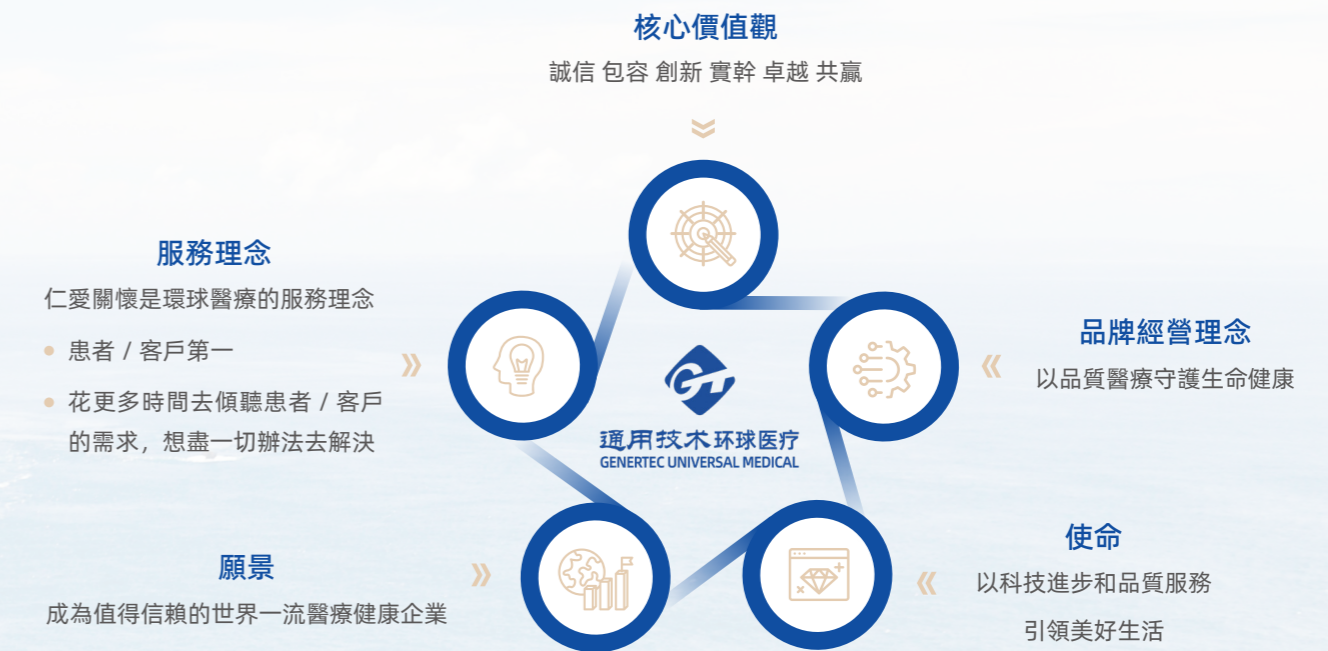 核心價值觀
誠信 包容 創新 實幹 卓越 共贏
服務理念
仁愛關懷是環球醫療的服務理念
患者 / 客戶第一
花更多時間去傾聽患者 / 客戶
的需求，想盡一切辦法去解決
品牌經營理念
以品質醫療守護生命健康
通用技术环球医疗
GENERTEC UNIVERSAL MEDICAL
願景
成為值得信賴的世界一流醫療健康企業
使命
以科技進步和品質服務
引領美好生活